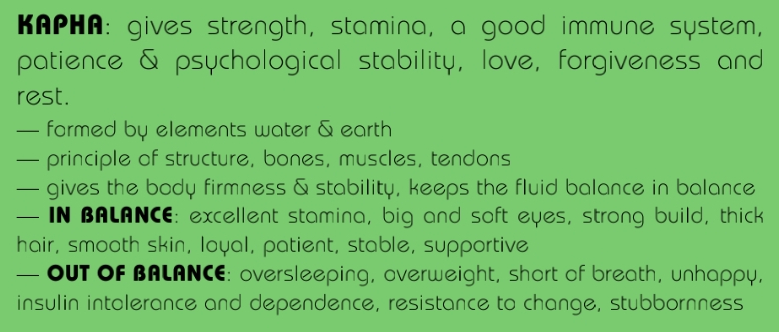 KAPHA: gives strength, stamina, a good immune system,
patience & psychological stability, love, forgiveness and
rest.
— formed by elements water & earth
— principle of structure, bones, muscles, tendons
— gives the body firmness & stability, keeps the fluid balance in balance
— IN BALANCE: excellent stamina, big and soft eyes, strong build, thick
hair, smooth skin, loyal, patient, stable, supportive
— OUT OF BALANCE: oversleeping, overweight, short of breath, unhappy,
insulin intolerance and dependence, resistance to change, stubbornness